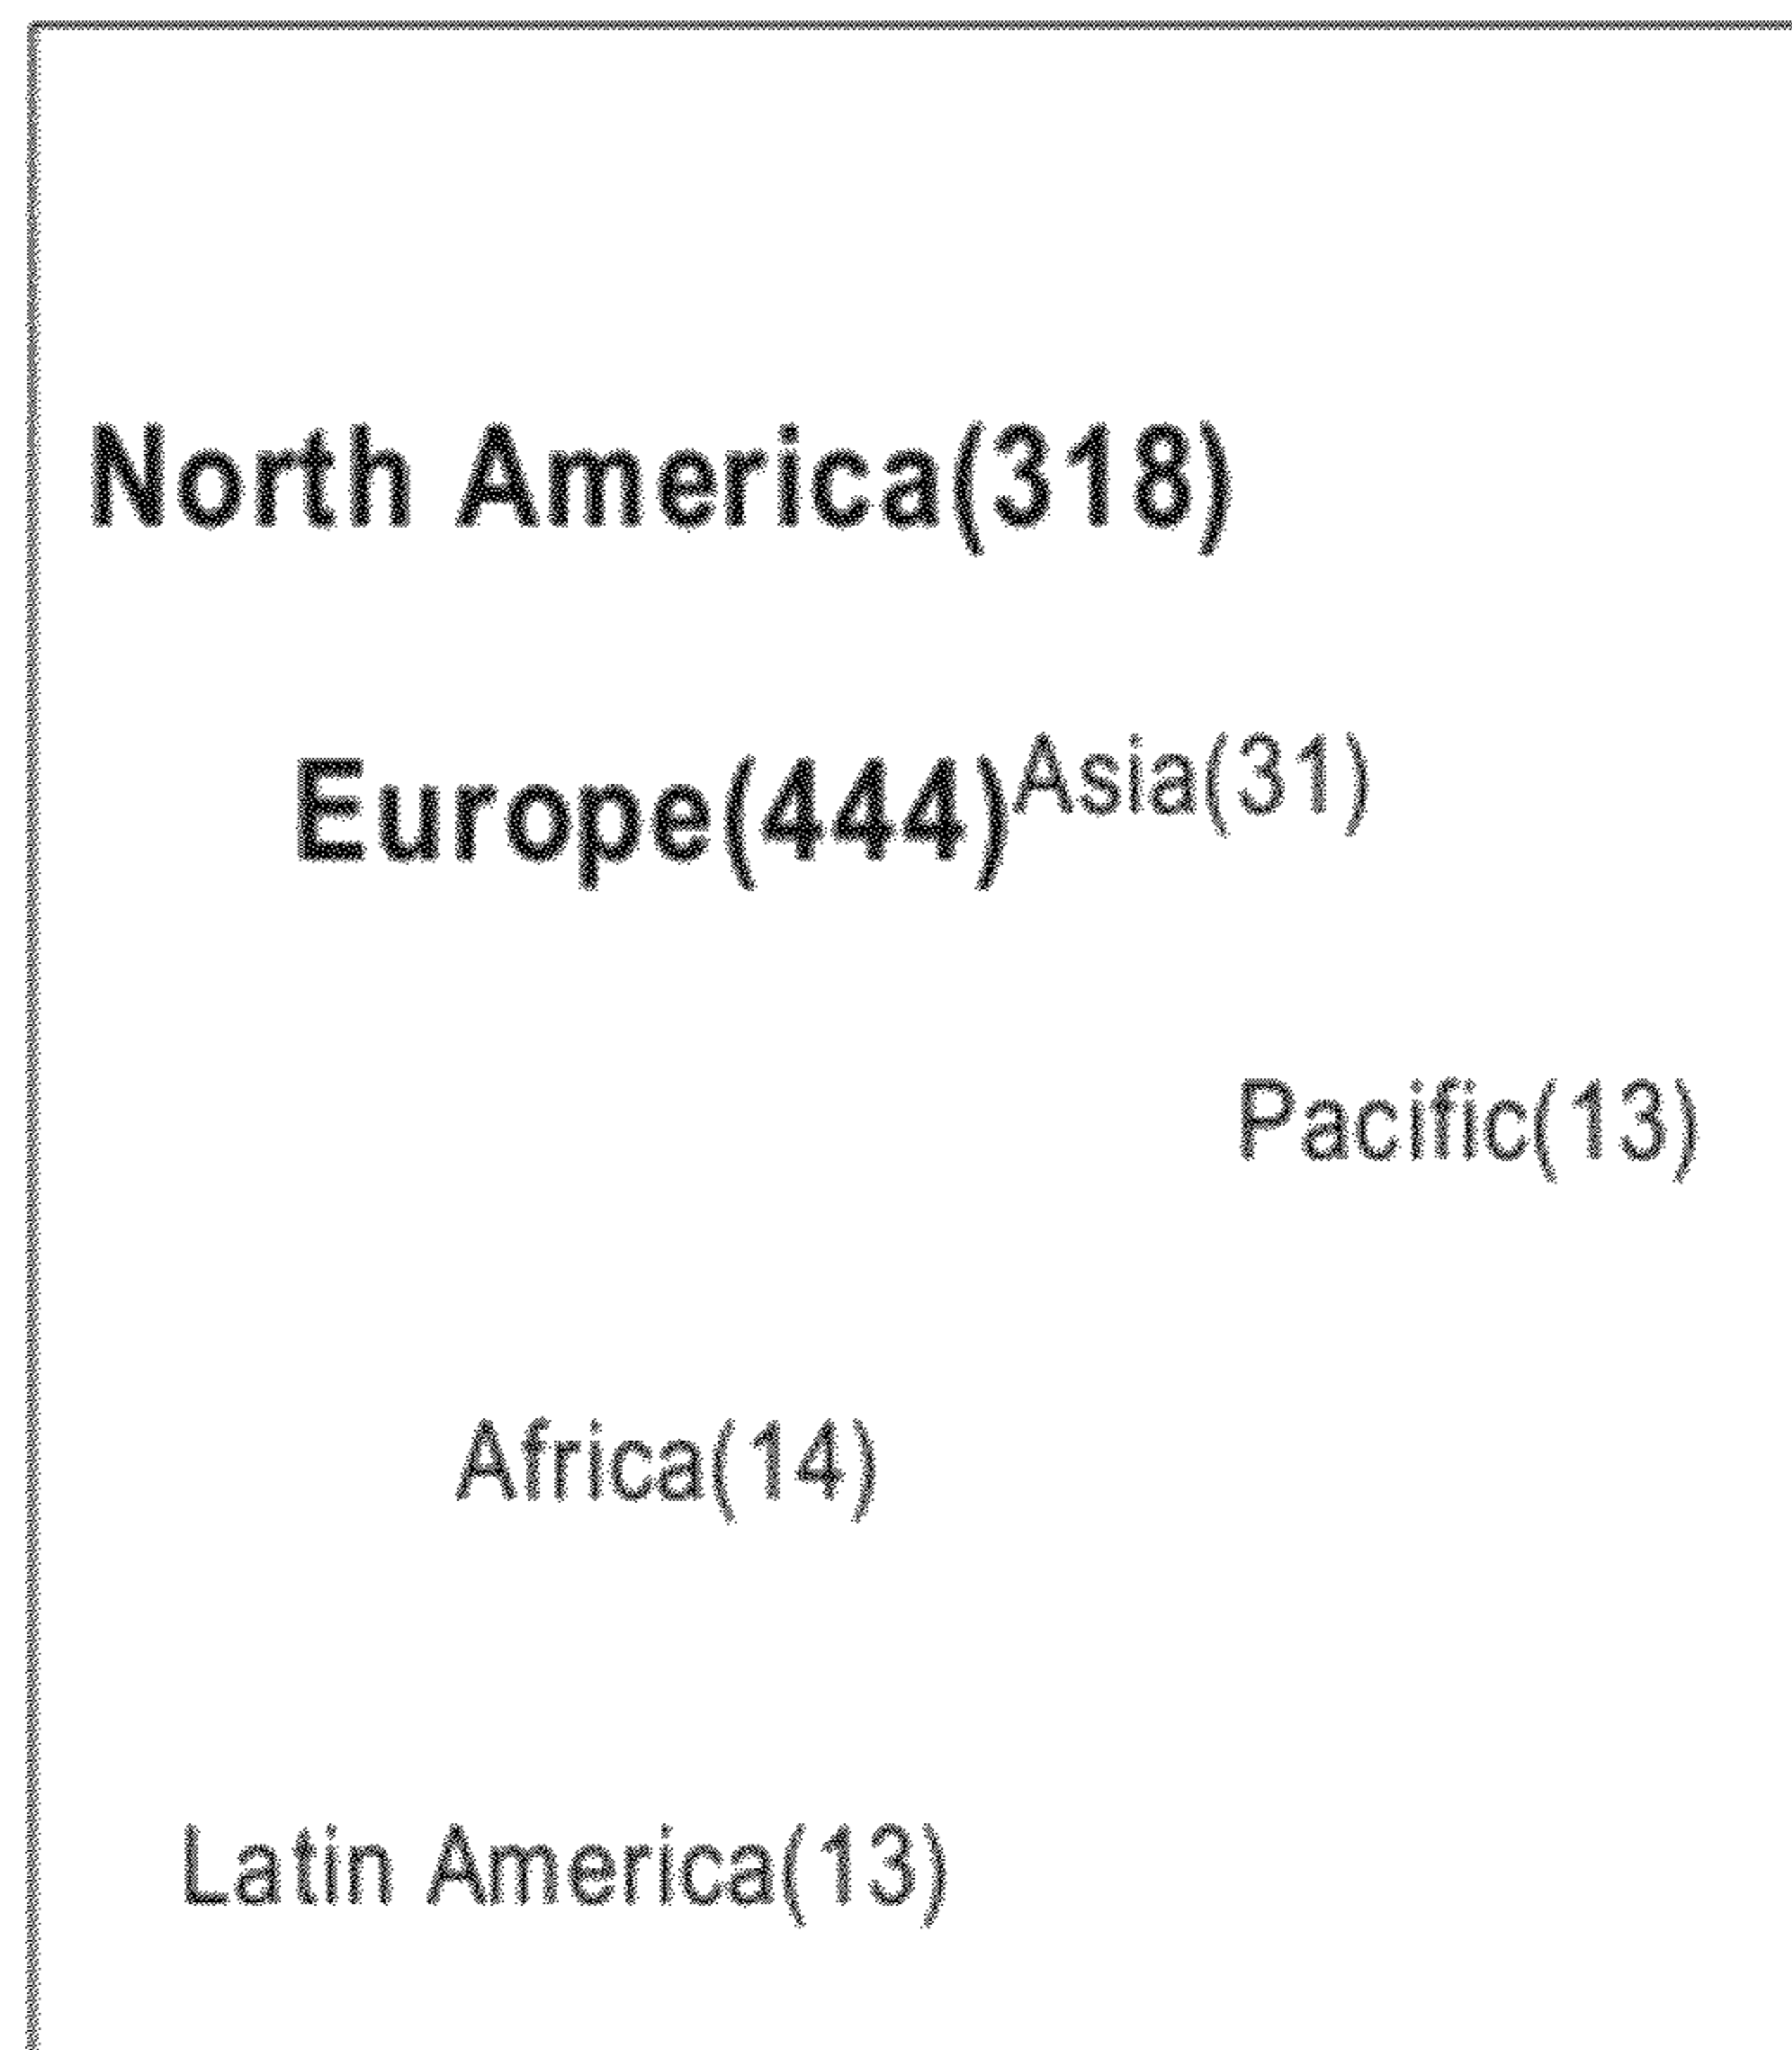 North America(318)
Europe(444) Asia(31)
Pacific(13)
Africa(14)
Latin America(13)